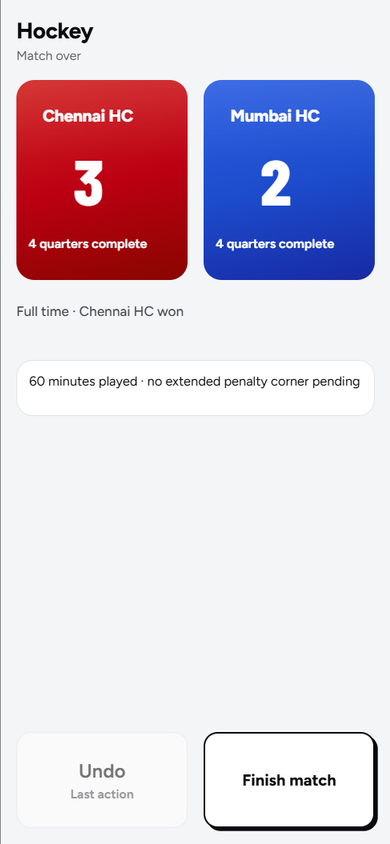 Hockey
Match over
Chennai HC
3
4 quarters complete
Mumbai HC
2
4 quarters complete
Full time · Chennai HC won
60 minutes played · no extended penalty corner pending
Undo
Last action
Finish match